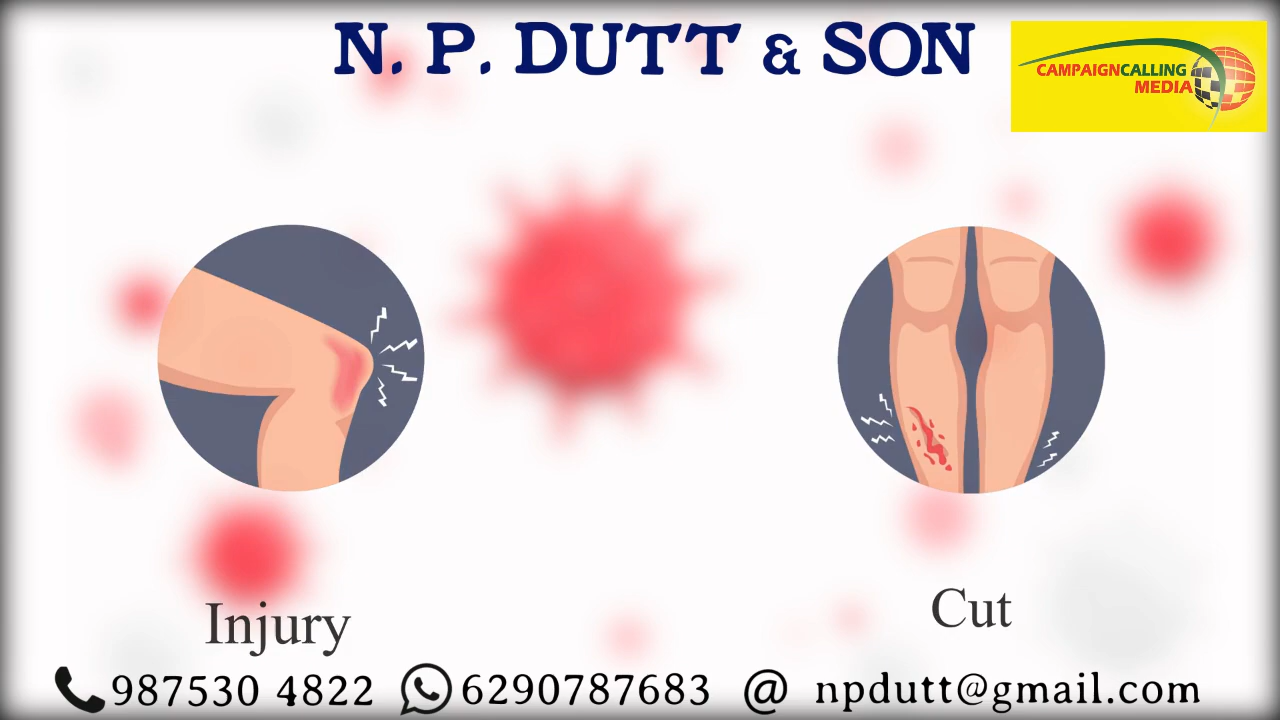 N. P. DUTT & SON
CAMPAIGNCALLING
MEDIA
Injury
Cut
987530 4822 6290787683 @ npdutt@gmail.com